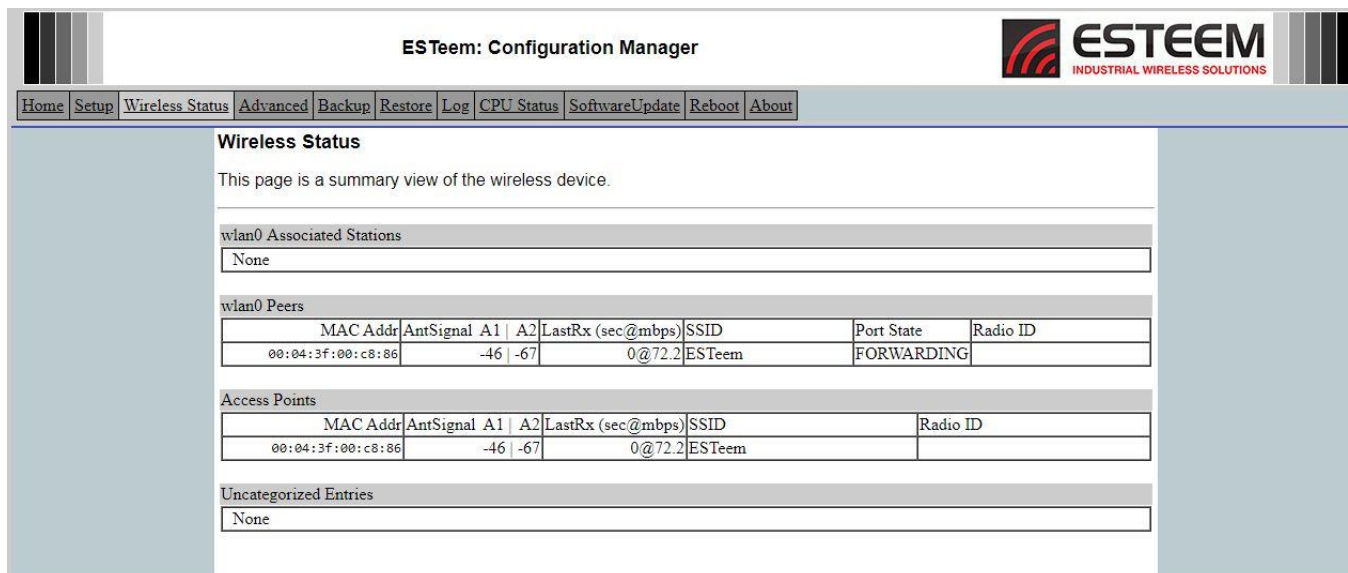 ESTeem: Configuration Manager
ESTEEM
INDUSTRIAL WIRELESS SOLUTIONS
Home Setup Wireless Status Advanced Backup Restore Log CPU Status SoftwareUpdate Reboot About
Wireless Status
This page is a summary view of the wireless device.
wlan0 Associated Stations
None
wlan0 Peers
MAC Addr AntSignal A1 | A2 LastRx (sec@mbps) SSID Port State Radio ID
00:04:3f:00:c8:86 -46 | -67 0@72.2 ESTeem FORWARDING
Access Points
MAC Addr AntSignal A1 | A2 LastRx (sec@mbps) SSID Radio ID
00:04:3f:00:c8:86 -46 | -67 0@72.2 ESTeem
Uncategorized Entries
None